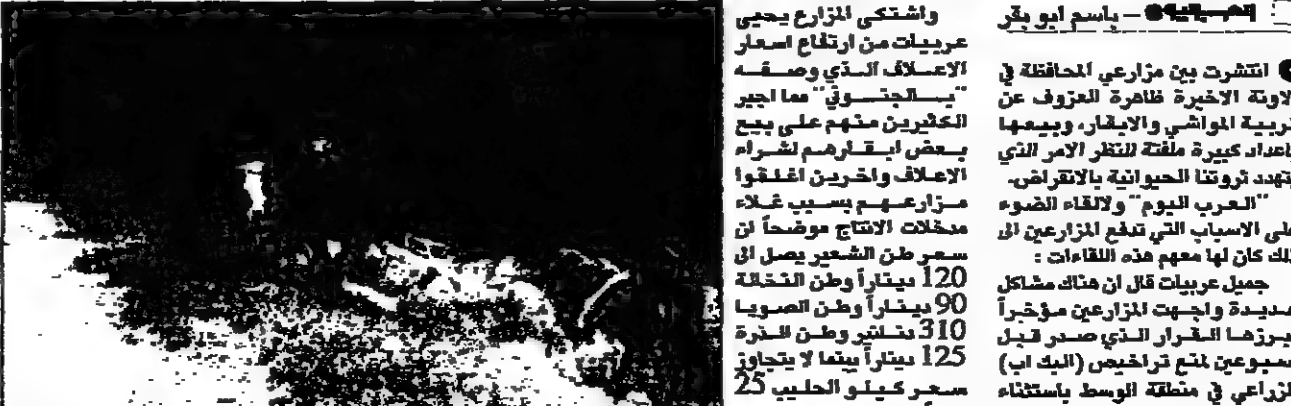 – باسم ابو بقر
انتشرت بين مزارعي المحافظة في
لاونة الاخيرة ظاهرة للعزوف عن
تربية المواشي والابقار، وبيعها
باعداد كبيرة ملفتة للنظر الامر الذي
يتهدد ثروتنا الحيوانية بالانقراض.
"العرب اليوم" ولالقاء الضوء
على الاسباب التي تدفع المزارعين الى
ذلك كان لها معهم هذه اللقاءات :
جميل عربيات قال ان هناك مشاكل
عديدة واجهت المزارعين مؤخراً
ابرزها القرار الذي صدر قبل
اسبوعين لمنع تراخيص (البك اب)
الزراعي في منطقة الوسط باستثناء
واشتكى المزارع يحيى
عربيات من ارتفاع اسعار
الاعلاف الذي وصفه
"بالجنوني" مما اجبر
الكثيرين منهم على بيع
بعض ابقارهم لشراء
الاعلاف واخرين اغلقوا
مزارعهم بسبب غلاء
مدخلات الانتاج موضحاً ان
سعر طن الشعير يصل الى
120 ديناراً وطن النخالة
90 ديناراً وطن الصويا
310 دنانير وطن الذرة
125 ديناراً بينما لا يتجاوز
سعر كيلو الحليب 25